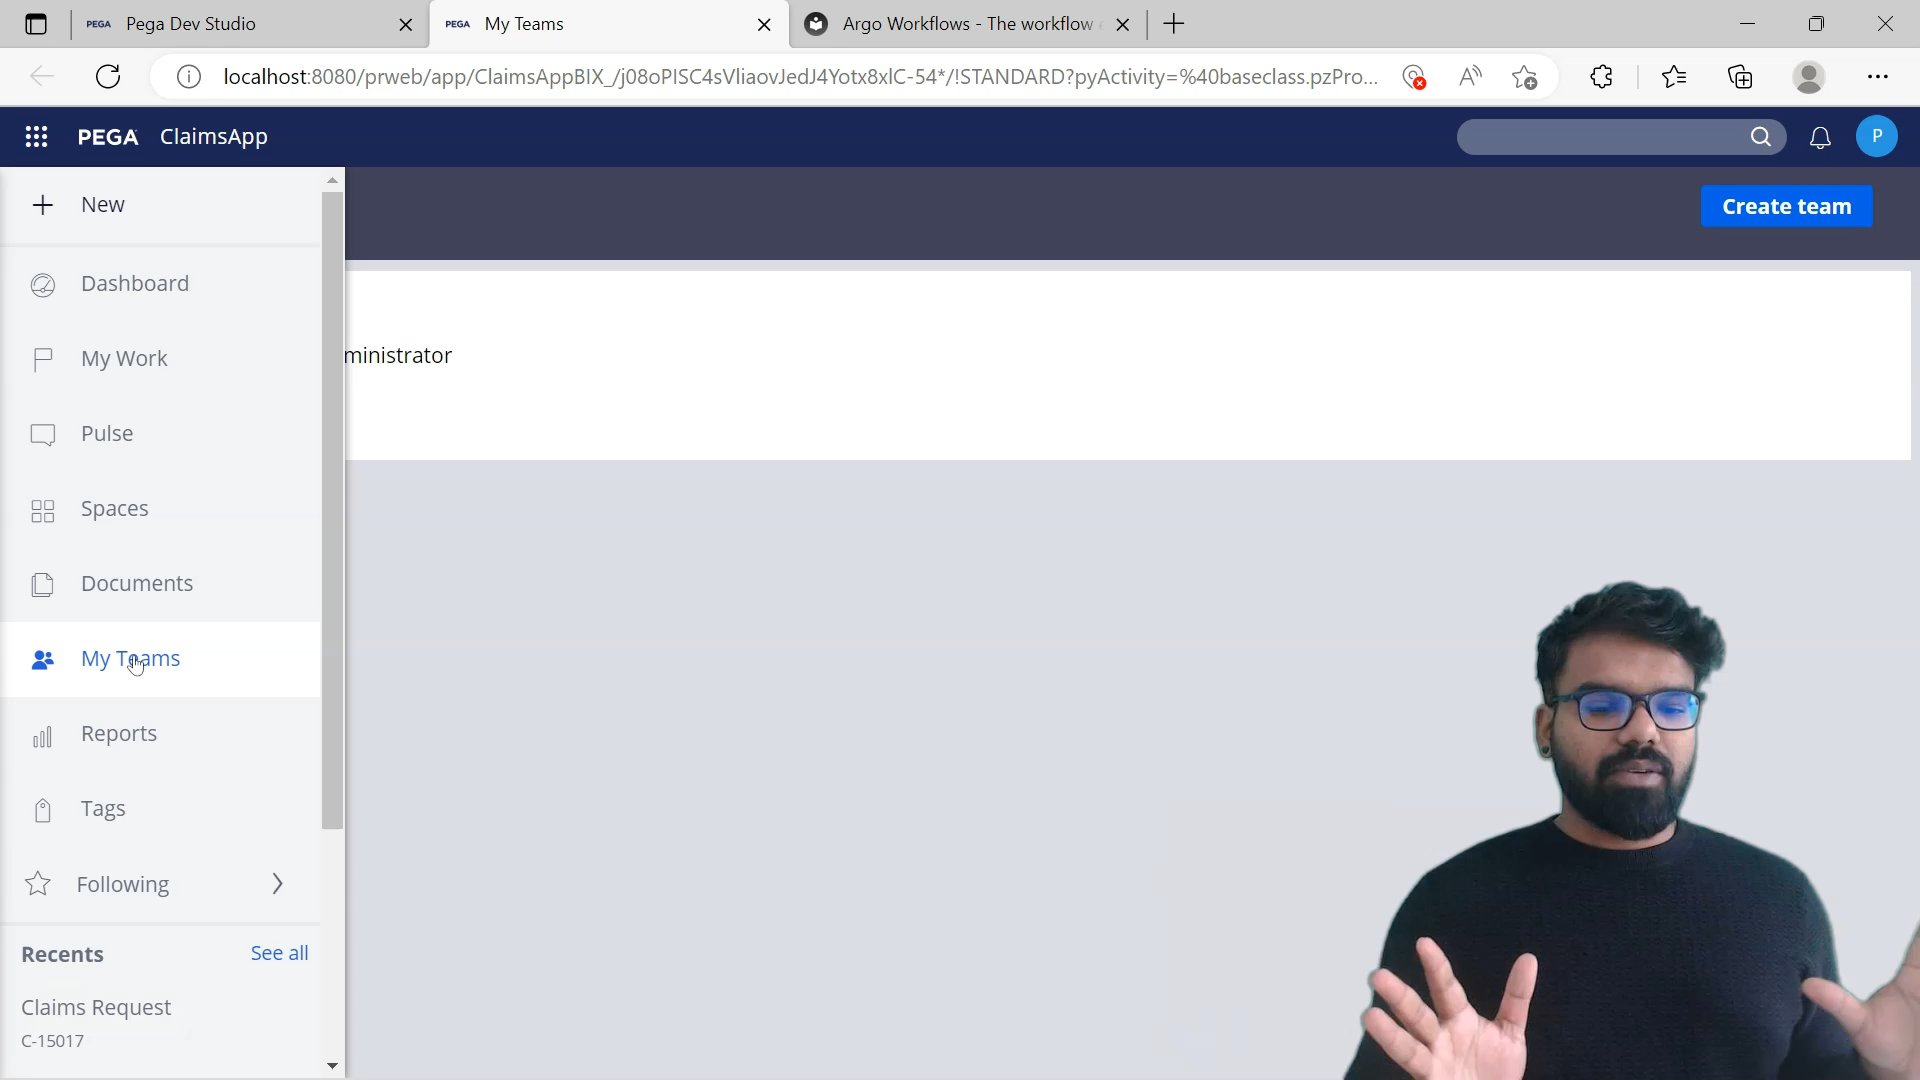 PEGA Pega Dev Studio
PEGA My Teams
Argo Workflows - The workflow
localhost:8080/prweb/app/ClaimsAppBIX_/j08oPISC4sVliaovJedJ4Yotx8xlC-54*/!STANDARD?pyActivity=%40baseclass.pzPro...
PEGA ClaimsApp
P
New
Create team
Dashboard
My Work
ministrator
Pulse
Spaces
Documents
My Teams
Reports
Tags
Following
Recents See all
Claims Request
C-15017